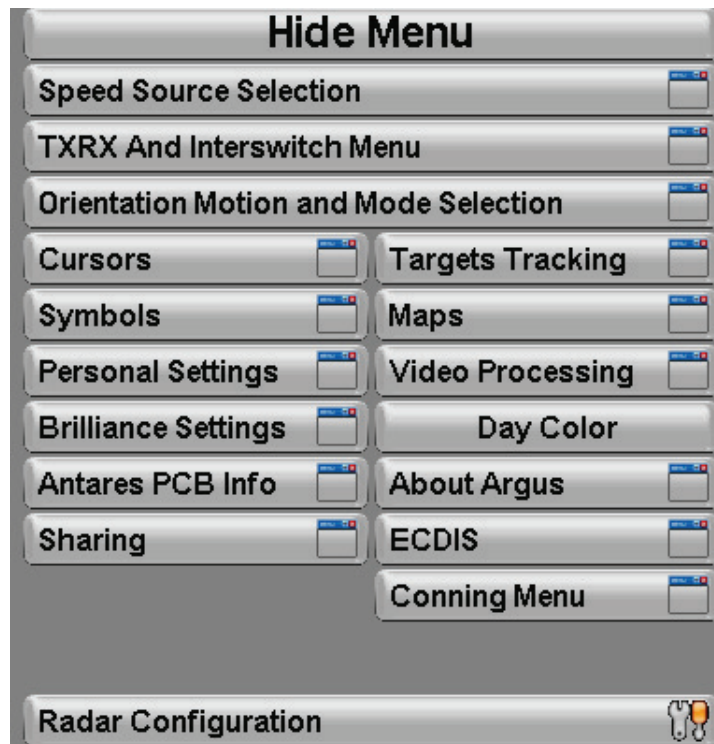 Hide Menu
Speed Source Selection
TXRX And Interswitch Menu
Orientation Motion and Mode Selection
Cursors Targets Tracking
Symbols Maps
Personal Settings Video Processing
Brilliance Settings Day Color
Antares PCB Info About Argus
Sharing ECDIS
Conning Menu
Radar Configuration